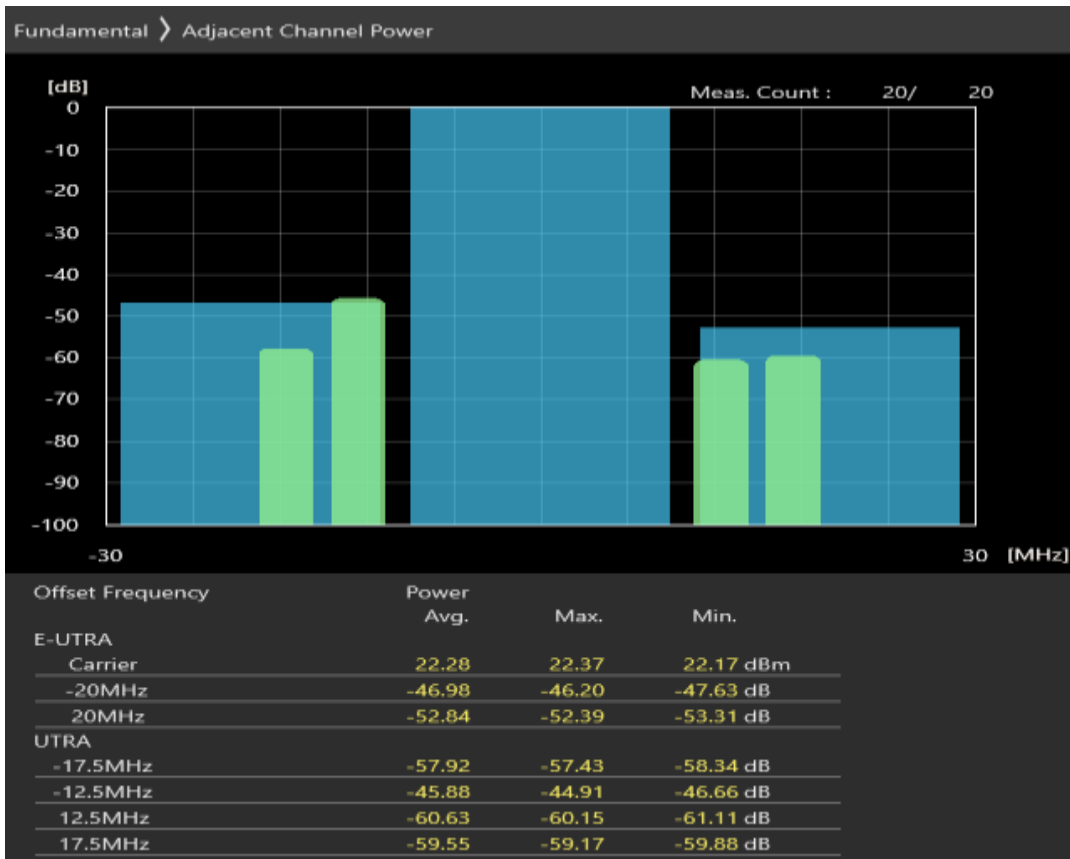 Fundamental 〉 Adjacent Channel Power
[dB]
Meas. Count : 20/ 20
0
-10
-20
-30
-40
-50
-60
-70
-80
-90
-100
-30 30 [MHz]
Offset Frequency Power
Avg. Max. Min.
E-UTRA
Carrier 22.28 22.37 22.17 dBm
-20MHz -46.98 -46.20 -47.63 dB
20MHz -52.84 -52.39 -53.31 dB
UTRA
-17.5MHz -57.92 -57.43 -58.34 dB
-12.5MHz -45.88 -44.91 -46.66 dB
12.5MHz -60.63 -60.15 -61.11 dB
17.5MHz -59.55 -59.17 -59.88 dB